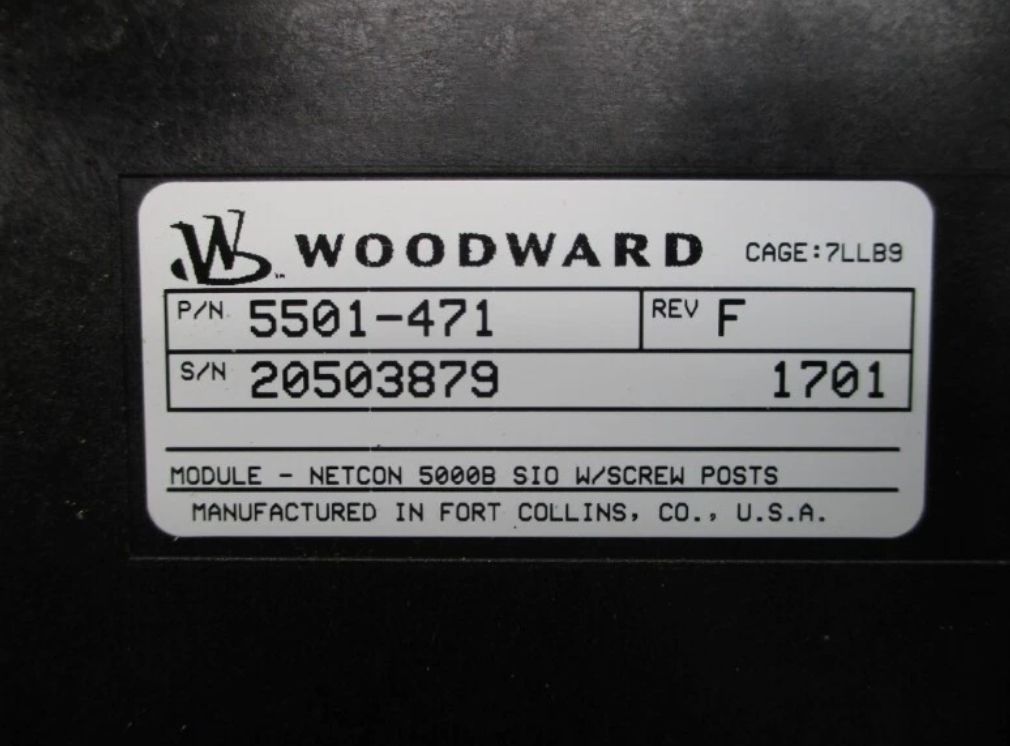 WOODWARD CAGE:7LLB9
P/N 5501-471 REV F
S/N 20503879 1701
MODULE - NETCON 5000B SIO W/SCREW POSTS
MANUFACTURED IN FORT COLLINS, CO., U.S.A.